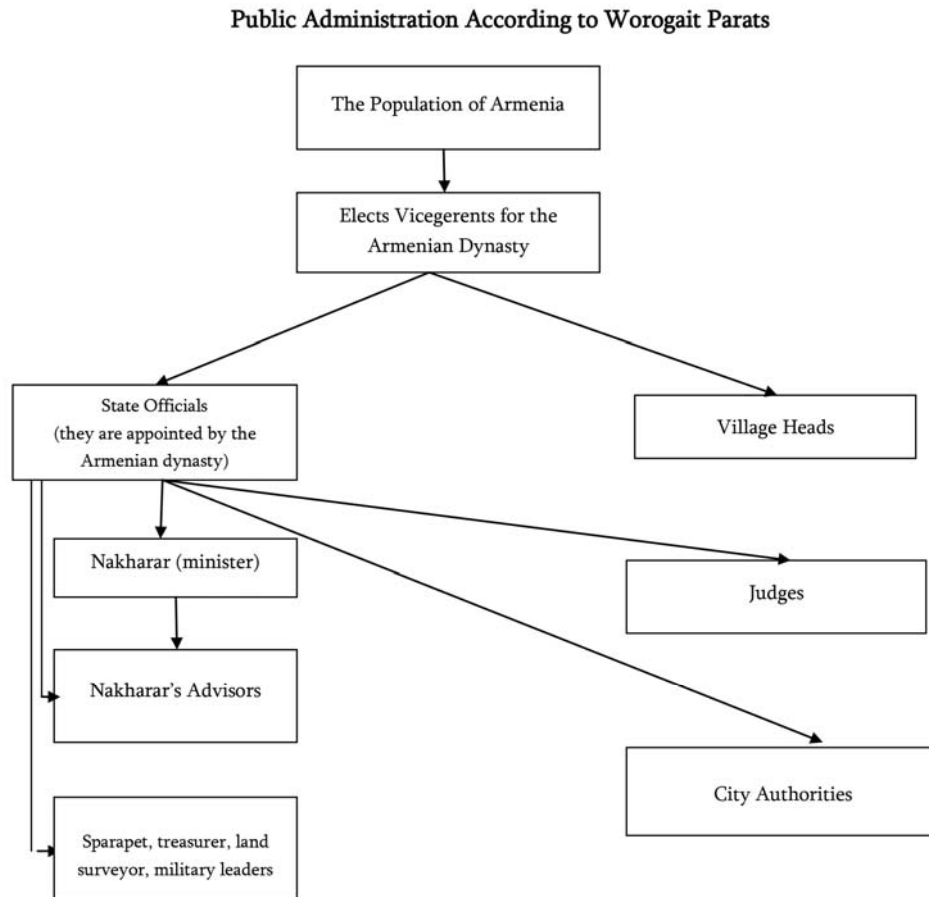 Public Administration According to Worogait Parats
The Population of Armenia
Elects Vicegerents for the
Armenian Dynasty
State Officials
(they are appointed by the
Armenian dynasty)
Village Heads
Nakharar (minister)
Judges
Nakharar's Advisors
City Authorities
Sparapet, treasurer, land
surveyor, military leaders